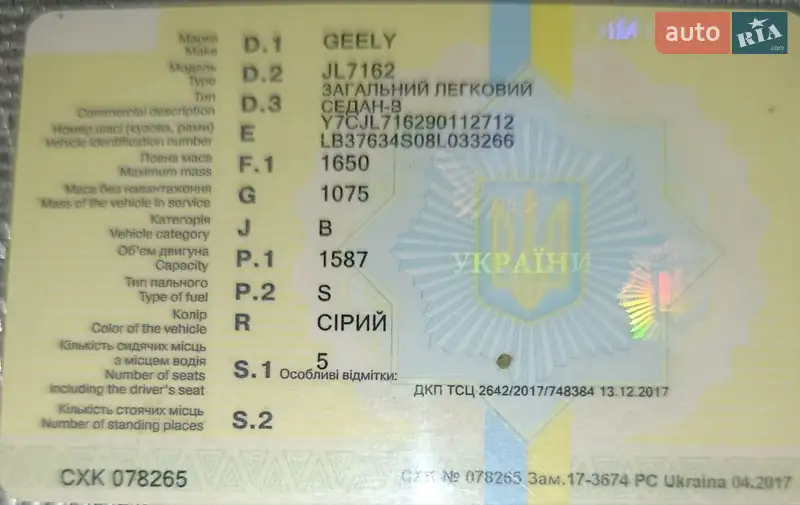 auto RIA .com
Марка D.1 GEELY
Make
Модель D.2 JL7162
Type
Тип D.3 ЗАГАЛЬНИЙ ЛЕГКОВИЙ
Commercial description СЕДАН-В
Номер шасі (кузова, рами) E Y7CJL716290112712
Vehicle identification number LB37634S08L033266
Повна маса F.1 1650
Maximum mass
Маса без навантаження G 1075
Mass of the vehicle in service
Категорія J B
Vehicle category
Об'єм двигуна P.1 1587
Capacity
Тип пального P.2 S
Type of fuel
Колір R СІРИЙ
Color of the vehicle
УКРАЇНИ
Кількість сидячих місць
з місцем водія
Number of seats S.1 5
including the driver's seat Особливі відмітки:
ДКП ТСЦ 2642/2017/748384 13.12.2017
Кількість стоячих місць S.2
Number of standing places
СХК 078265
СХК № 078265 Зам.17-3674 РС Ukraina 04.2017